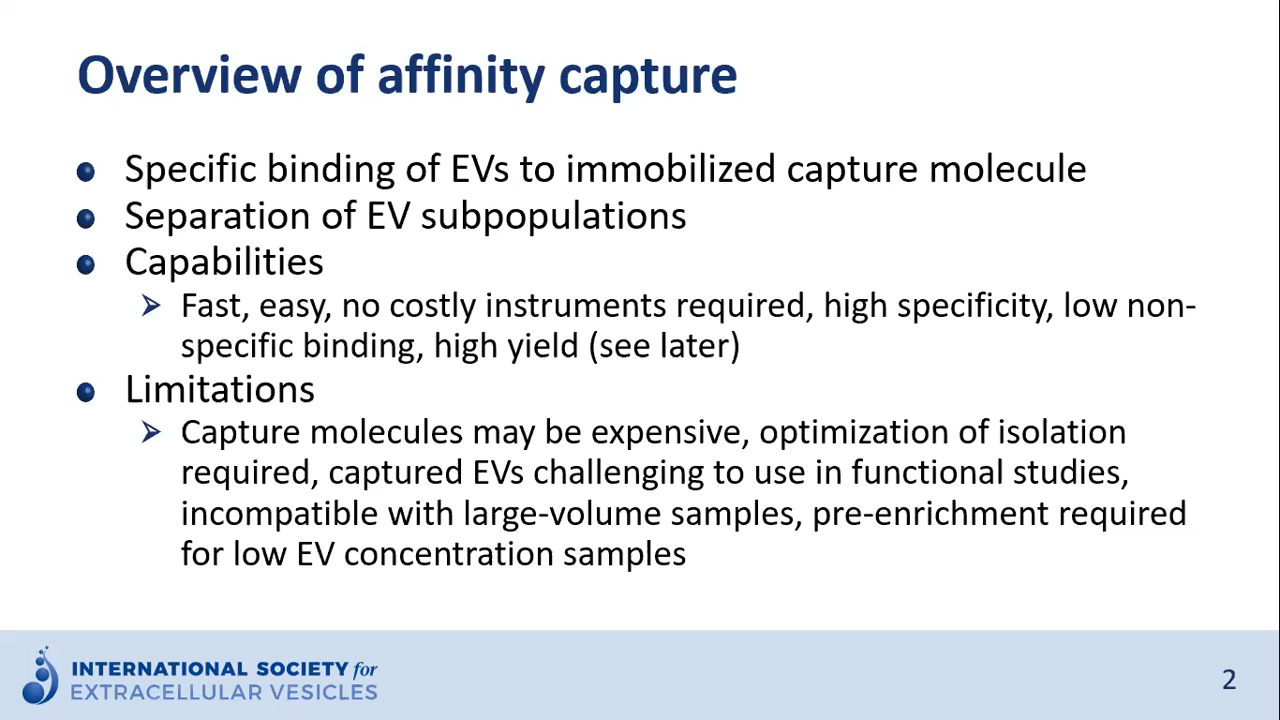 Overview of affinity capture
Specific binding of EVs to immobilized capture molecule
Separation of EV subpopulations
Capabilities
Fast, easy, no costly instruments required, high specificity, low non-
specific binding, high yield (see later)
Limitations
Capture molecules may be expensive, optimization of isolation
required, captured EVs challenging to use in functional studies,
incompatible with large-volume samples, pre-enrichment required
for low EV concentration samples
INTERNATIONAL SOCIETY for
EXTRACELLULAR VESICLES
2